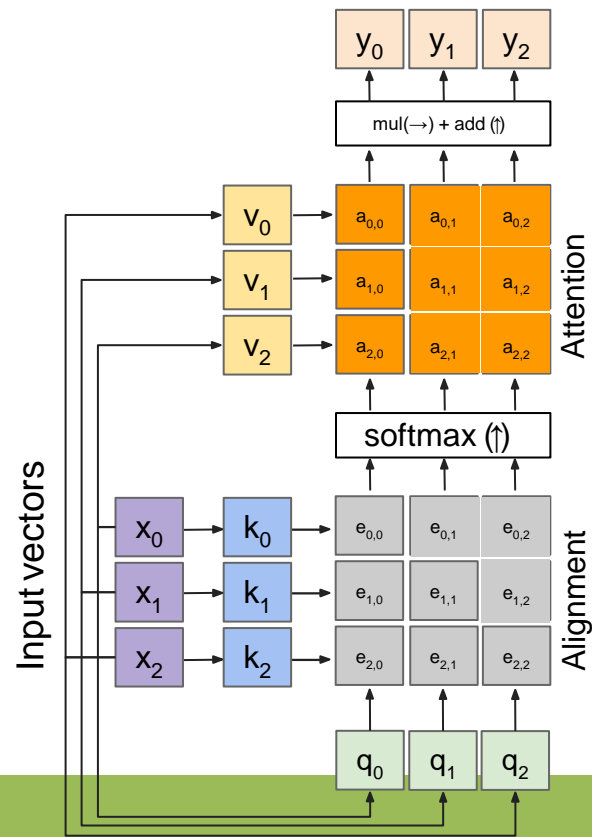 y0 y1 y2
mul(→) + add (↑)
v0 a0,0 a0,1 a0,2
v1 a1,0 a1,1 a1,2
v2 a2,0 a2,1 a2,2
Attention
softmax (↑)
Input vectors
x0 k0 e0,0 e0,1 e0,2
x1 k1 e1,0 e1,1 e1,2
x2 k2 e2,0 e2,1 e2,2
Alignment
q0 q1 q2